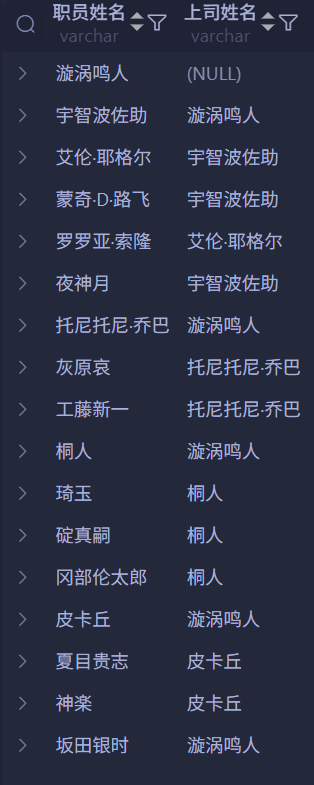 职员姓名 上司姓名
varchar varchar
漩涡鸣人 (NULL)
宇智波佐助 漩涡鸣人
艾伦·耶格尔 宇智波佐助
蒙奇·D·路飞 宇智波佐助
罗罗亚·索隆 艾伦·耶格尔
夜神月 宇智波佐助
托尼托尼·乔巴 漩涡鸣人
灰原哀 托尼托尼·乔巴
工藤新一 托尼托尼·乔巴
桐人 漩涡鸣人
琦玉 桐人
碇真嗣 桐人
冈部伦太郎 桐人
皮卡丘 漩涡鸣人
夏目贵志 皮卡丘
神楽 皮卡丘
坂田银时 漩涡鸣人